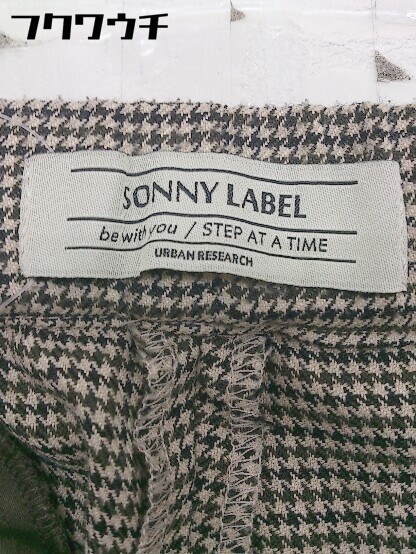 フクワウチ
SONNY LABEL
be with you / STEP AT A TIME
URBAN RESEARCH